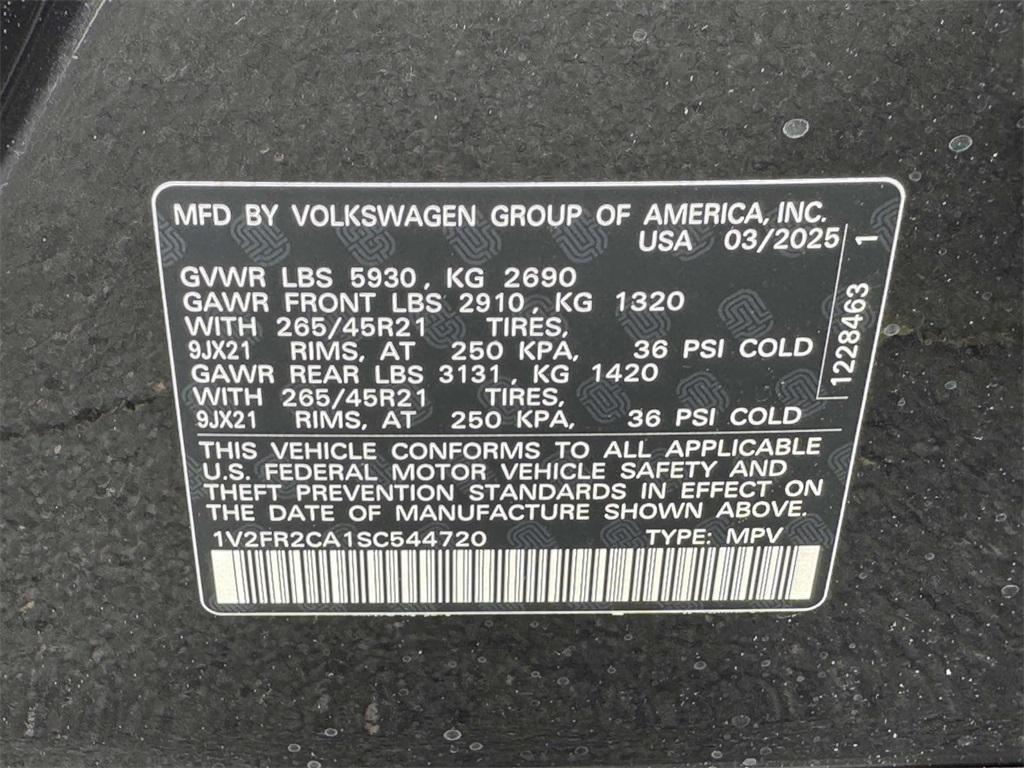 MFD BY VOLKSWAGEN GROUP OF AMERICA, INC.
USA 03/2025
GVWR LBS 5930, KG 2690
GAWR FRONT LBS 2910, KG 1320
WITH 265/45R21 TIRES,
9JX21 RIMS, AT 250 KPA, 36 PSI COLD
GAWR REAR LBS 3131, KG 1420
WITH 265/45R21 TIRES,
9JX21 RIMS, AT 250 KPA, 36 PSI COLD
1228463 1
THIS VEHICLE CONFORMS TO ALL APPLICABLE
U.S. FEDERAL MOTOR VEHICLE SAFETY AND
THEFT PREVENTION STANDARDS IN EFFECT ON
THE DATE OF MANUFACTURE SHOWN ABOVE.
1V2FR2CA1SC544720 TYPE: MPV